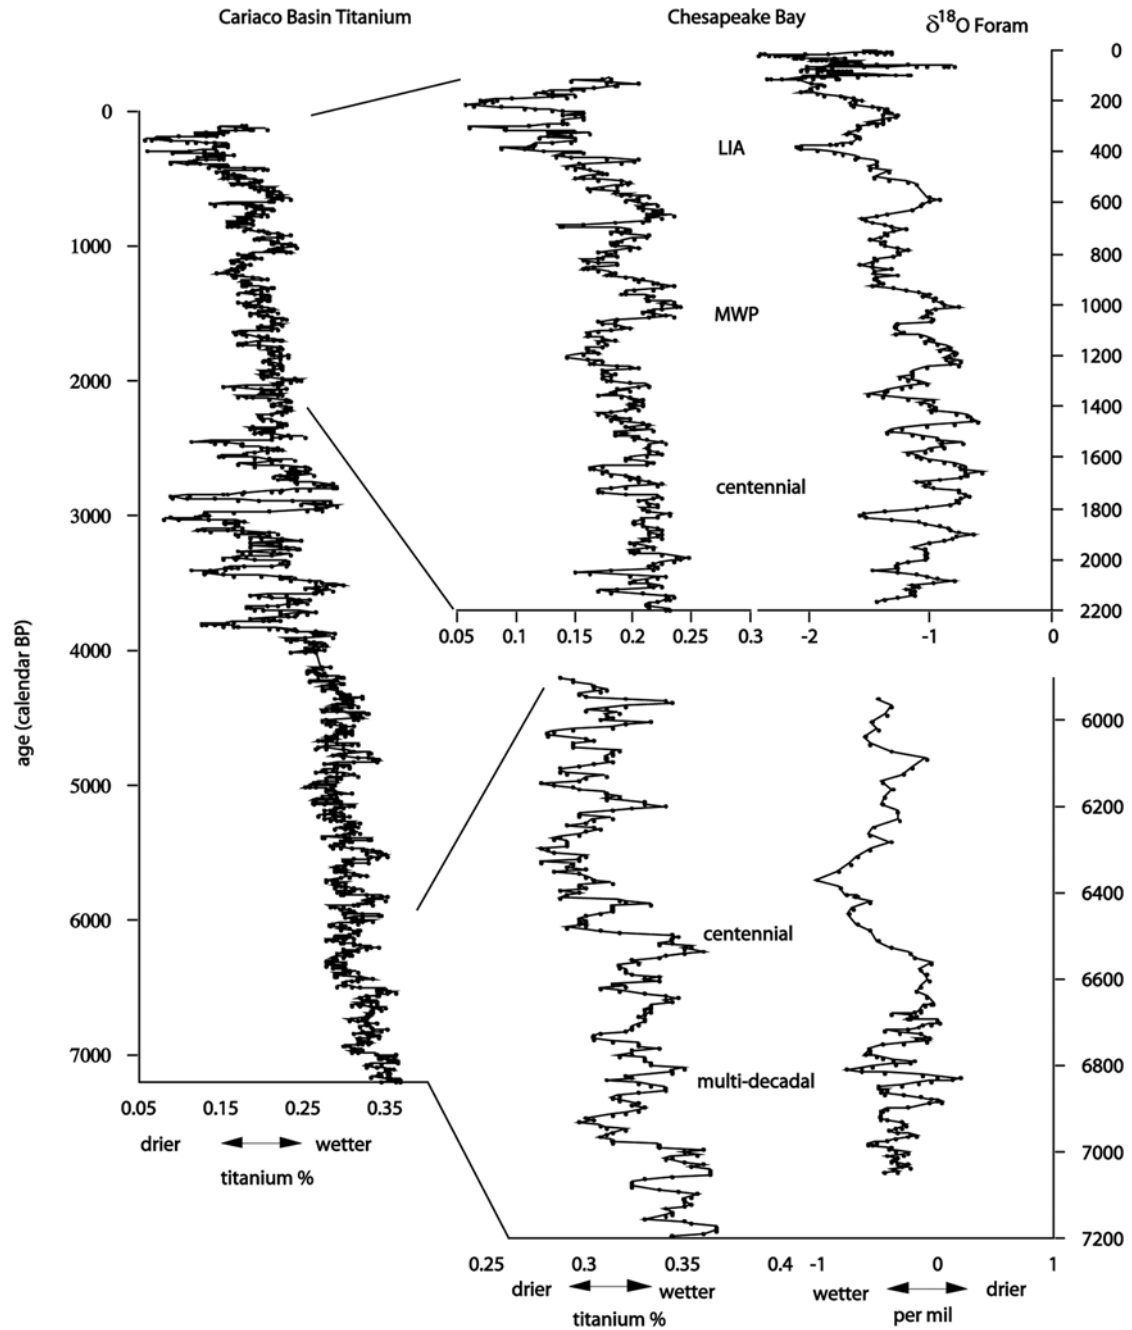 Cariaco Basin Titanium
Chesapeake Bay
δ18O Foram
0
1000
2000
3000
4000
5000
6000
7000
age (calendar BP)
0.05 0.15 0.25 0.35
drier wetter
titanium %
LIA
MWP
centennial
0
200
400
600
800
1000
1200
1400
1600
1800
2000
2200
0.05 0.1 0.15 0.2 0.25 0.3 -2 -1 0
centennial
multi-decadal
6000
6200
6400
6600
6800
7000
7200
0.25 0.3 0.35 0.4 -1 0 1
drier wetter wetter drier
titanium % per mil